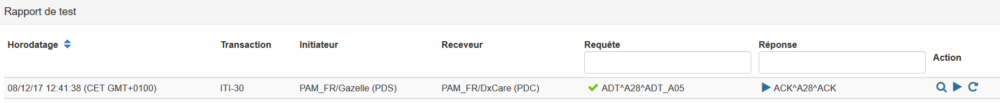 Rapport de test
Horodatage Transaction Initiateur Receveur Requête Réponse Action
08/12/17 12:41:38 (CET GMT+0100) ITI-30 PAM_FR/Gazelle (PDS) PAM_FR/DxCare (PDC) ADT^A28^ADT_A05 ACK^A28^ACK